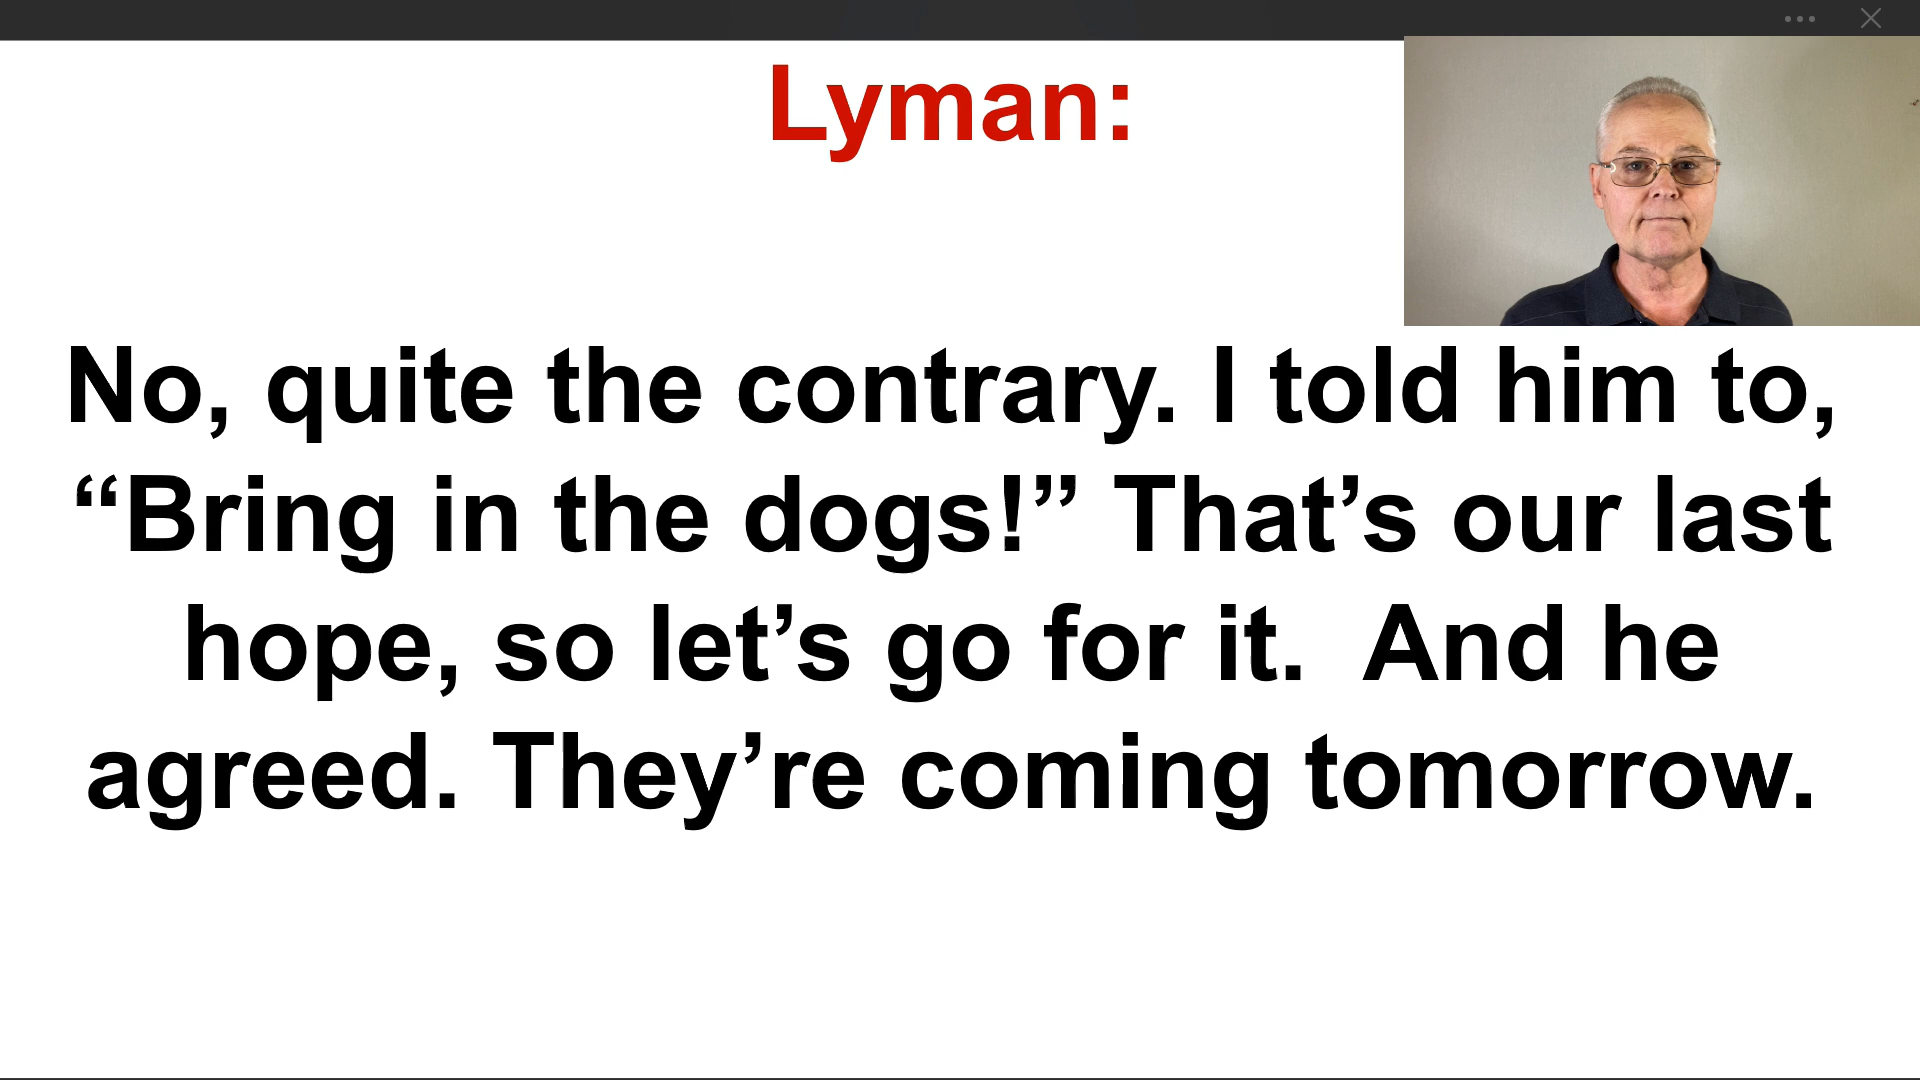 Lyman:
No, quite the contrary. I told him to,
“Bring in the dogs!” That’s our last
hope, so let’s go for it.  And he
agreed. They’re coming tomorrow.